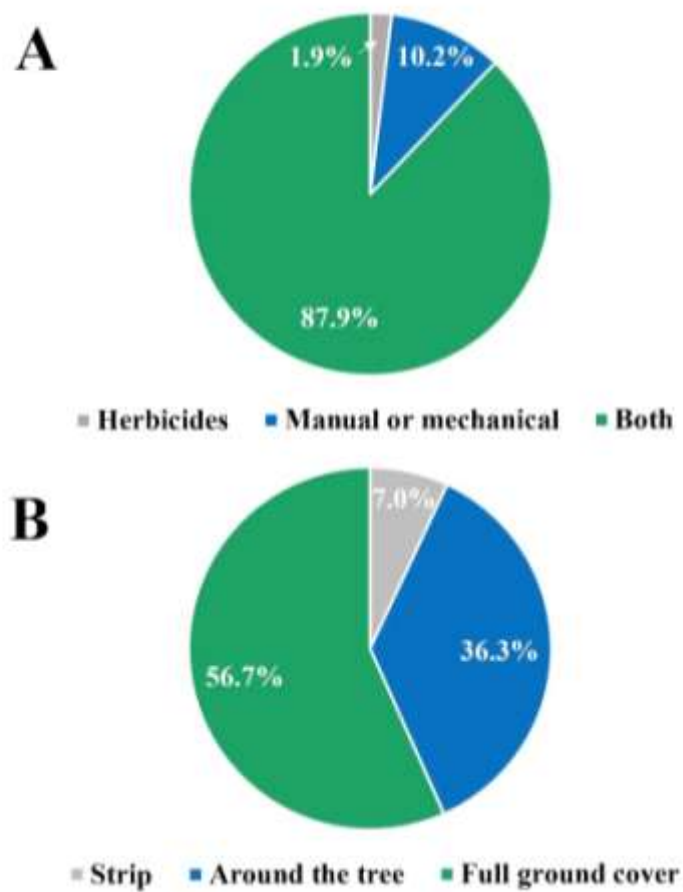 A
1.9%
10.2%
87.9%
Herbicides Manual or mechanical Both
B
7.0%
36.3%
56.7%
Strip Around the tree Full ground cover